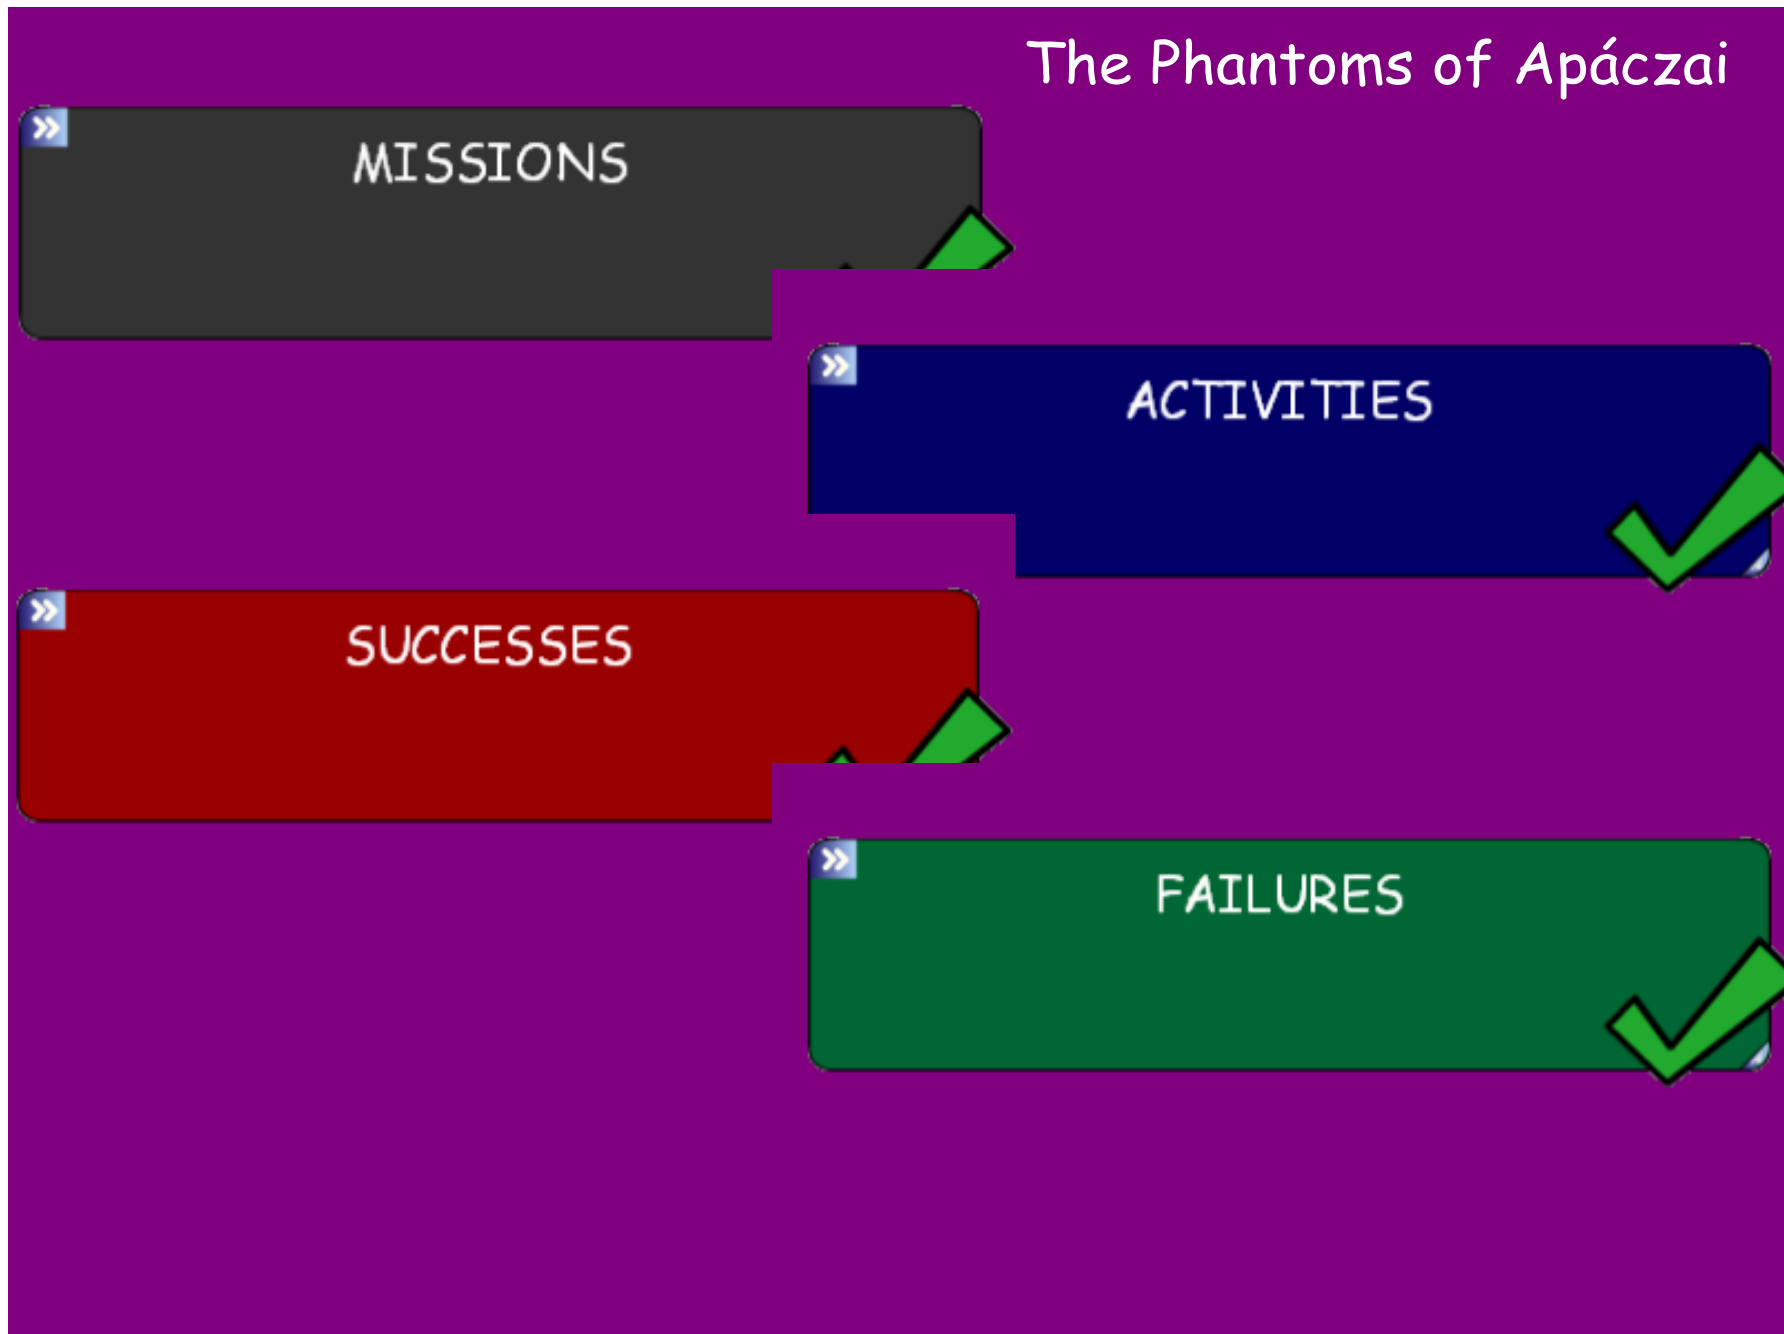 The Phantoms of Apáczai
MISSIONS
ACTIVITIES
SUCCESSES
FAILURES